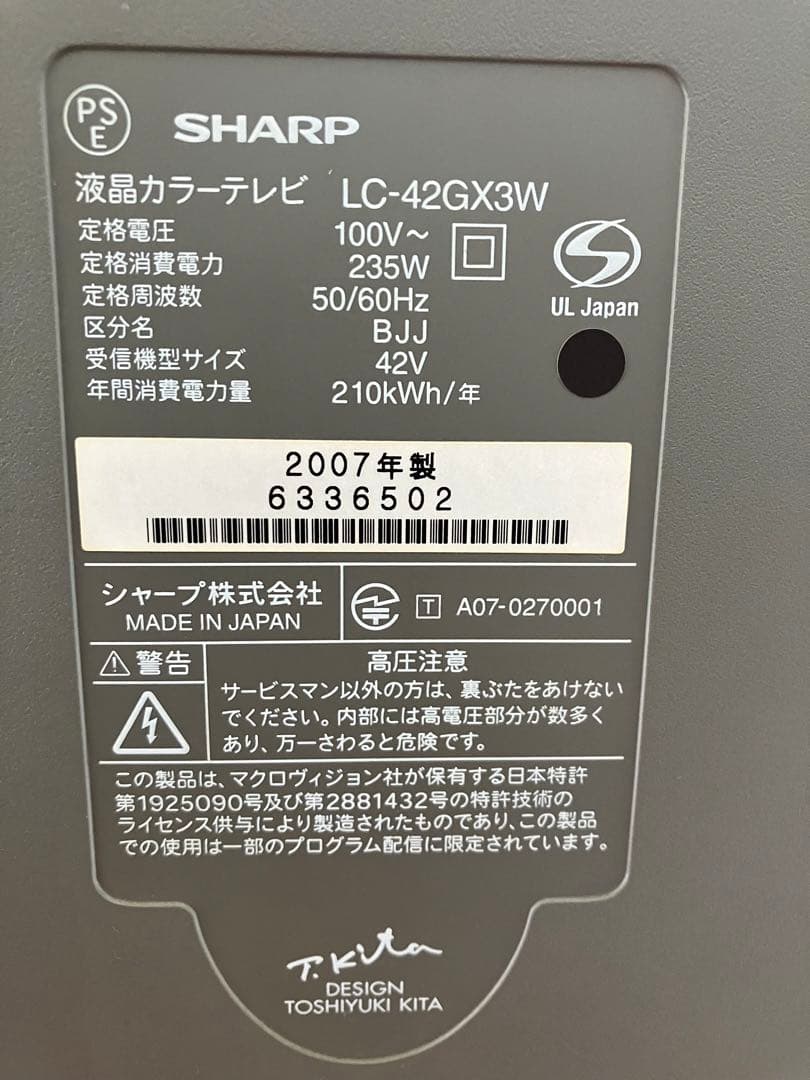 PS
E
SHARP
液晶カラーテレビ LC-42GX3W
定格電圧 100V～
定格消費電力 235W
定格周波数 50/60Hz
区分名 BJJ
受信機型サイズ 42V
年間消費電力量 210kWh/年
UL Japan
2007年製
6336502
シャープ株式会社
MADE IN JAPAN
T A07-0270001
警告
高圧注意
サービスマン以外の方は、裏ぶたをあけない
でください。内部には高電圧部分が数多く
あり、万一さわると危険です。
この製品は、マクロヴィジョン社が保有する日本特許
第1925090号及び第2881432号の特許技術の
ライセンス供与により製造されたものであり、この製品
での使用は一部のプログラム配信に限定されています。
T.Kita
DESIGN
TOSHIYUKI KITA